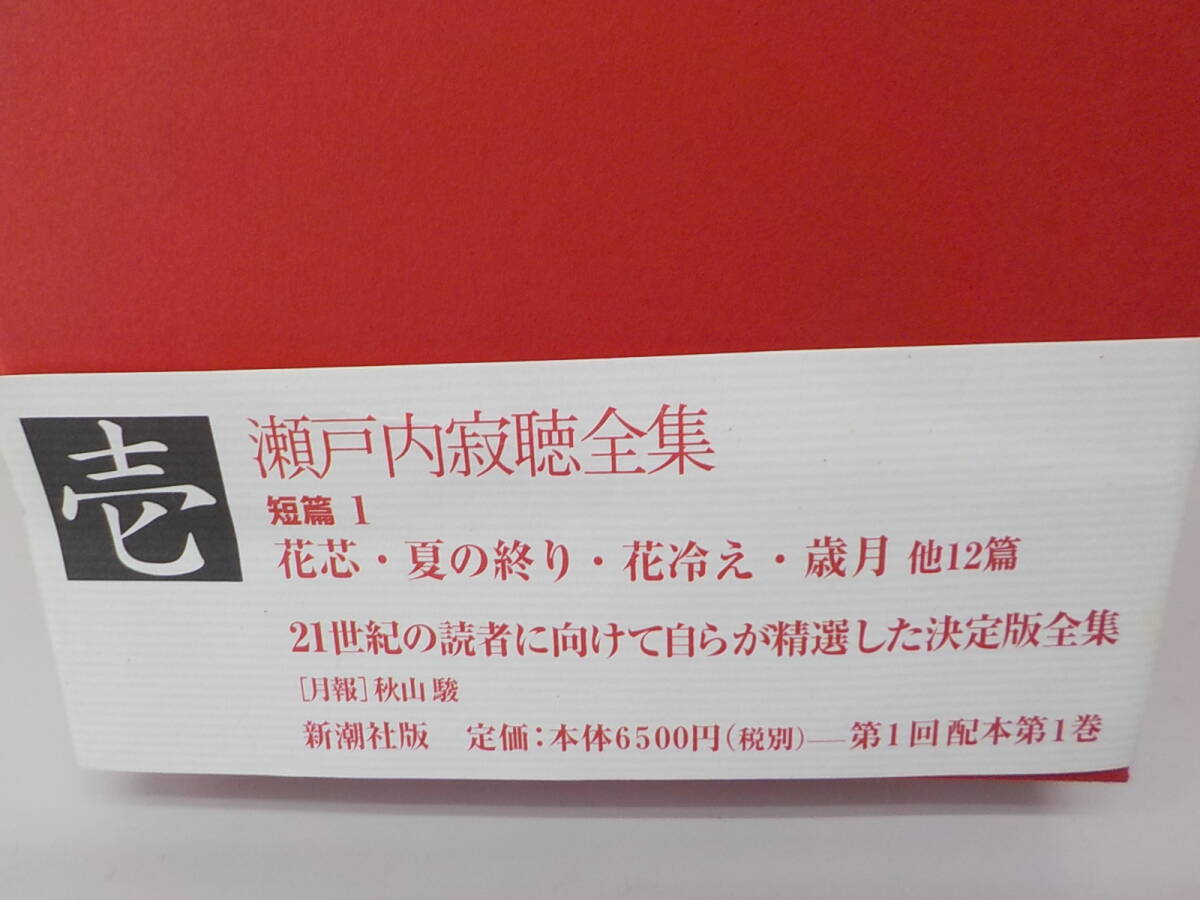 壱
瀬戸内寂聴全集
短篇 1
花芯・夏の終り・花冷え・歳月 他12篇
21世紀の読者に向けて自らが精選した決定版全集
[月報]秋山 駿
新潮社版 定価:本体6500円(税別)―第1回配本第1巻